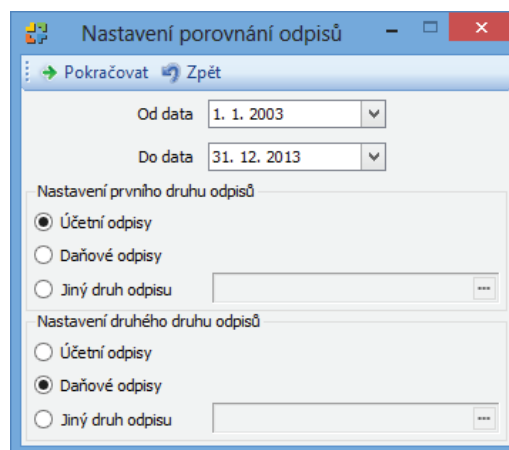 Nastavení porovnání odpisů
Pokračovat Zpět
Od data 1. 1. 2003
Do data 31. 12. 2013
Nastavení prvního druhu odpisů
Účetní odpisy
Daňové odpisy
Jiný druh odpisu
Nastavení druhého druhu odpisů
Účetní odpisy
Daňové odpisy
Jiný druh odpisu